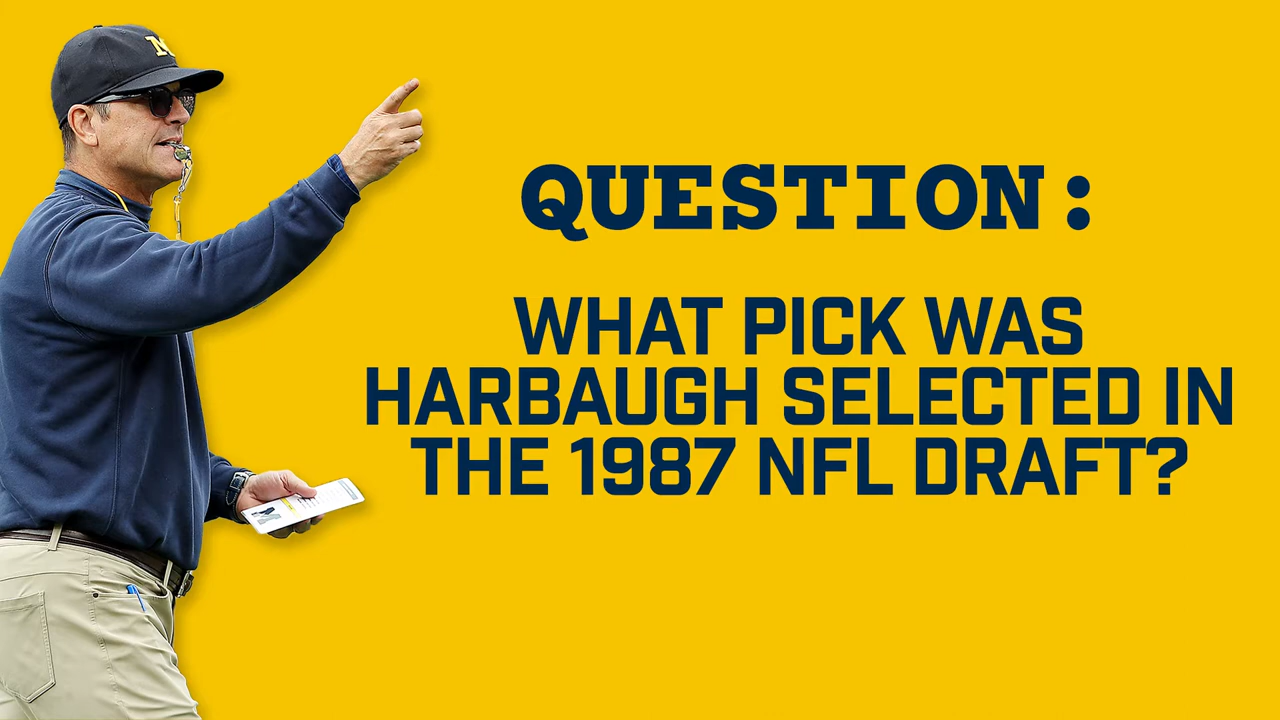 M
QUESTION:
WHAT PICK WAS
HARBAUGH SELECTED IN
THE 1987 NFL DRAFT?